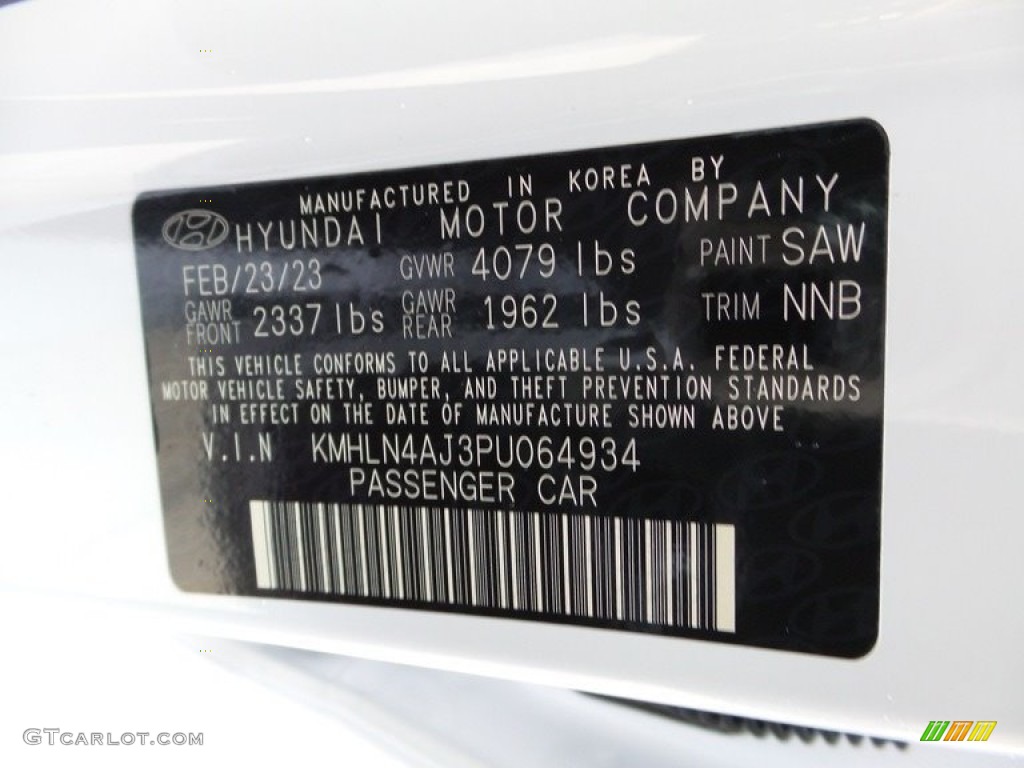 MANUFACTURED IN KOREA BY
HYUNDAI MOTOR COMPANY
FEB/23/23 GVWR 4079 lbs PAINT SAW
GAWR FRONT 2337 lbs GAWR REAR 1962 lbs TRIM NNB
THIS VEHICLE CONFORMS TO ALL APPLICABLE U.S.A. FEDERAL
MOTOR VEHICLE SAFETY, BUMPER, AND THEFT PREVENTION STANDARDS
IN EFFECT ON THE DATE OF MANUFACTURE SHOWN ABOVE
V.I.N KMHLN4AJ3PU064934
PASSENGER CAR
GTCARLOT.COM